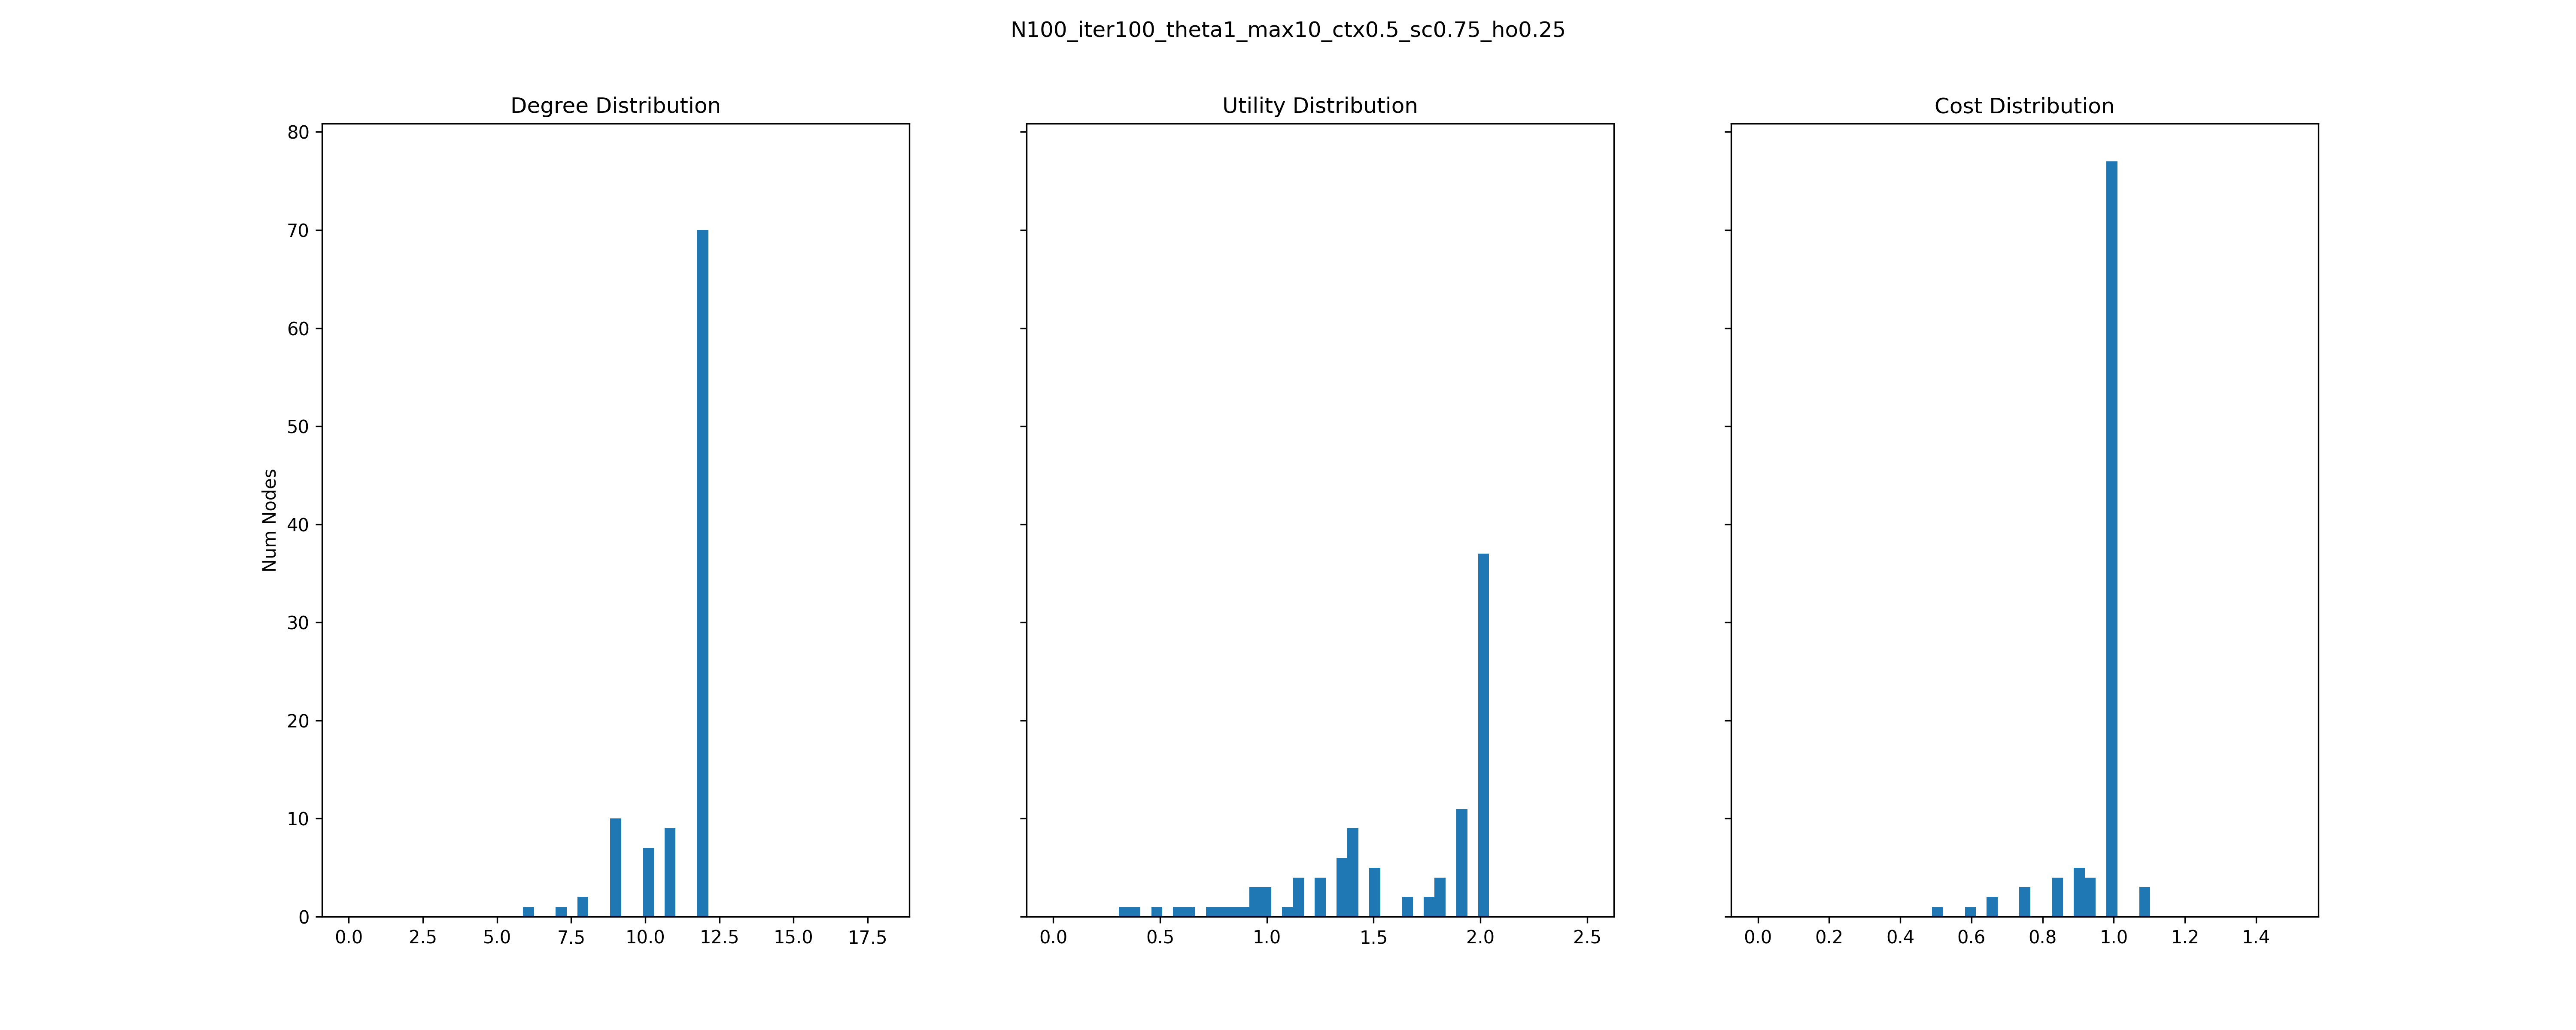 N100_iter100_theta1_max10_ctx0.5_sc0.75_ho0.25
Degree Distribution
Utility Distribution
Cost Distribution
Num Nodes
80
70
60
50
40
30
20
10
0
0.0 2.5 5.0 7.5 10.0 12.5 15.0 17.5
0.0 0.5 1.0 1.5 2.0 2.5
0.0 0.2 0.4 0.6 0.8 1.0 1.2 1.4